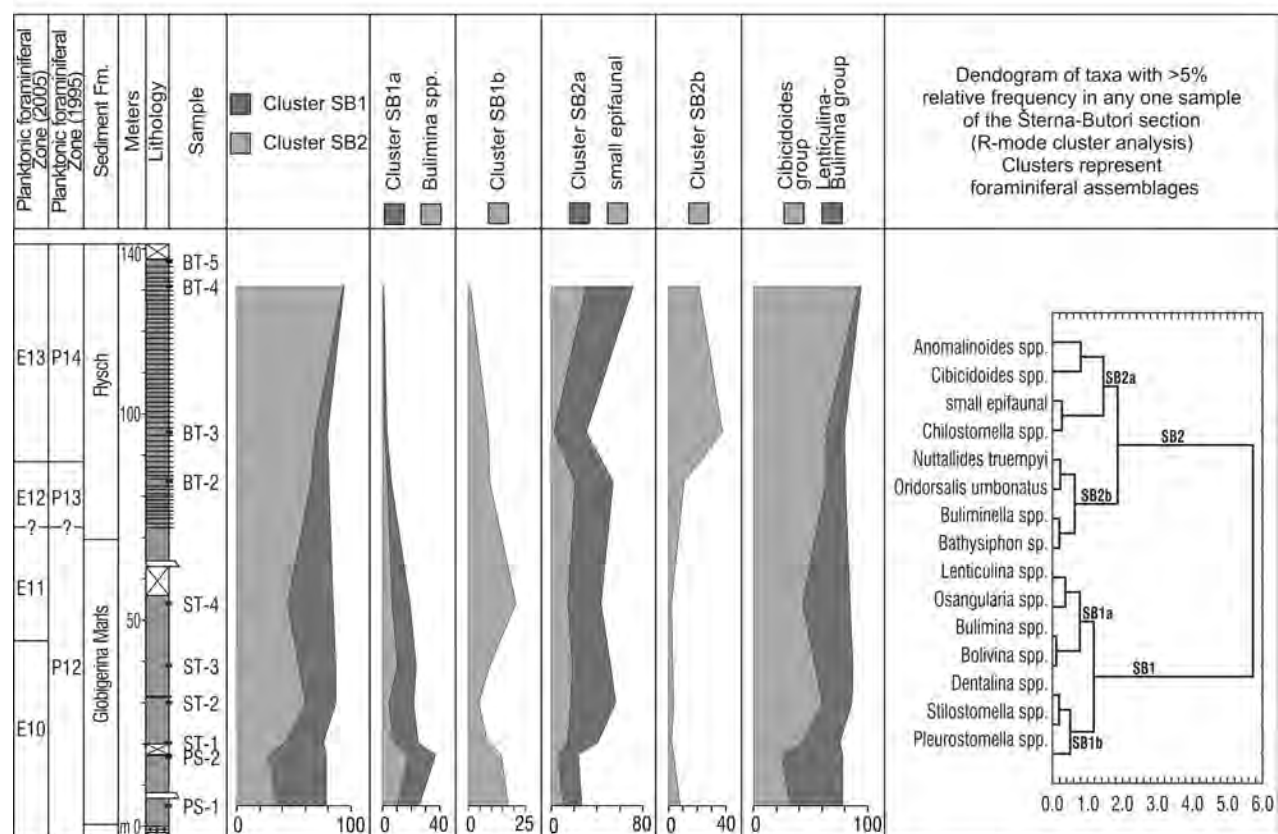 Planktonic foraminiferal
Zone (2005)
Planktonic foraminiferal
Zone (1995)
Sediment Fm.
Meters
Lithology
Sample
Cluster SB1
Cluster SB2
Cluster SB1a
Bulimina spp.
Cluster SB1b
Cluster SB2a
small epifaunal
Cluster SB2b
Cibicidoides
group
Lenticulina-
Bulimina group
Dendogram of taxa with >5%
relative frequency in any one sample
of the Šterna-Butori section
(R-mode cluster analysis)
Clusters represent
foraminiferal assemblages
E13
E12
-?-
E11
E10
P14
P13
-?-
P12
Flysch
Globigerina Marls
140
100
50
m 0
BT-5
BT-4
BT-3
BT-2
ST-4
ST-3
ST-2
ST-1
PS-2
PS-1
0 100
0 40
0 25
0 80
0 40
0 100
Anomalinoides spp.
Cibicidoides spp.
small epifaunal
Chilostomella spp.
Nuttallides truempyi
Oridorsalis umbonatus
Buliminella spp.
Bathysiphon sp.
Lenticulina spp.
Osangularia spp.
Bulimina spp.
Bolivina spp.
Dentalina spp.
Stilostomella spp.
Pleurostomella spp.
SB2a
SB2
SB2b
SB1a
SB1
SB1b
0.0 1.0 2.0 3.0 4.0 5.0 6.0